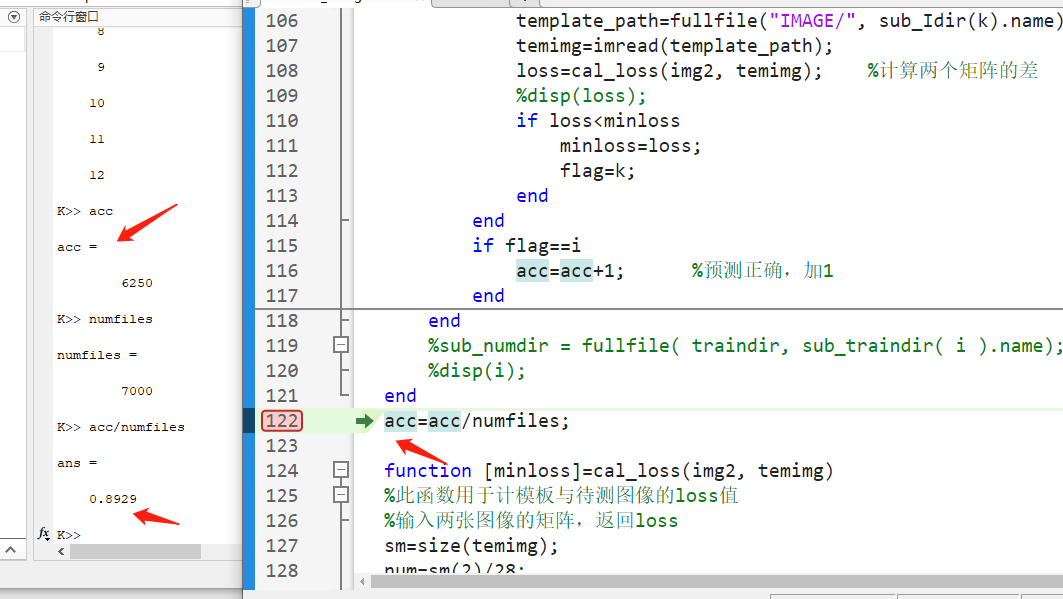 命令行窗口
8
9
10
11
12
K>> acc
acc =
6250
K>> numfiles
numfiles =
7000
K>> acc/numfiles
ans =
0.8929
fx K>>
106 template_path=fullfile("IMAGE/", sub_Idir(k).name)
107 temimg=imread(template_path);
108 loss=cal_loss(img2, temimg); %计算两个矩阵的差
109 %disp(loss);
110 if loss<minloss
111 minloss=loss;
112 flag=k;
113 end
114 end
115 if flag==i
116 acc=acc+1; %预测正确，加1
117 end
118 end
119 %sub_numdir = fullfile( traindir, sub_traindir( i ).name);
120 %disp(i);
121 end
122 acc=acc/numfiles;
123
124 function [minloss]=cal_loss(img2, temimg)
125 %此函数用于计模板与待测图像的loss值
126 %输入两张图像的矩阵，返回loss
127 sm=size(temimg);
128 num=sm(2)/28;